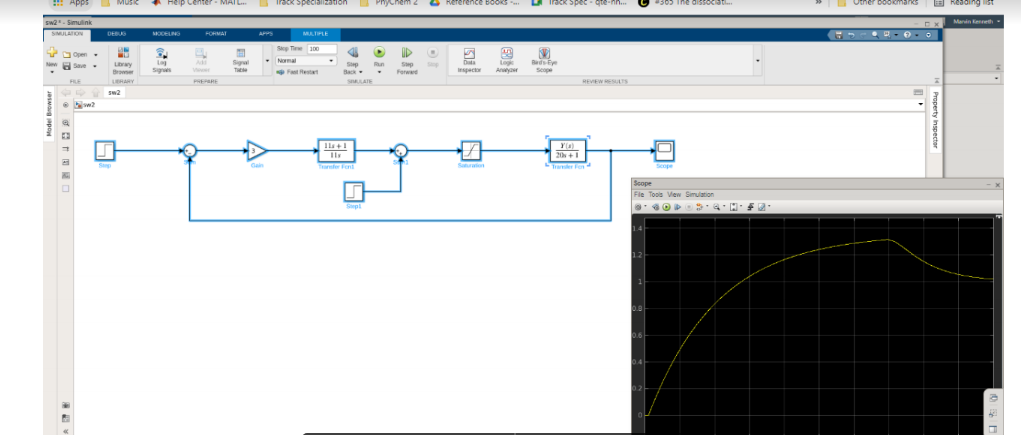 Apps Music Help Center - MATL... Track Specialization PhyChem 2 Reference Books -... Track Spec - qte-nn... #365 The dissociati... » Other bookmarks Reading list
sw2 * - Simulink
Marvin Kenneth
SIMULATION DEBUG MODELING FORMAT APPS MULTIPLE
New Open Save
Library Browser
Log Signals
Add Viewer
Signal Table
Stop Time 100
Normal
Fast Restart
Step Back
Run
Step Forward
Stop
Data Inspector
Logic Analyzer
Bird's-Eye Scope
FILE LIBRARY PREPARE SIMULATE REVIEW RESULTS
sw2
sw2
Model Browser
Property Inspector
Step
3
Gain
11s + 1
11s
Transfer Fcn1
Step1
Saturation
Y(s)
20s + 1
Transfer Fcn
Scope
Scope
File Tools View Simulation
1.4
1.2
1
0.8
0.6
0.4
0.2
0